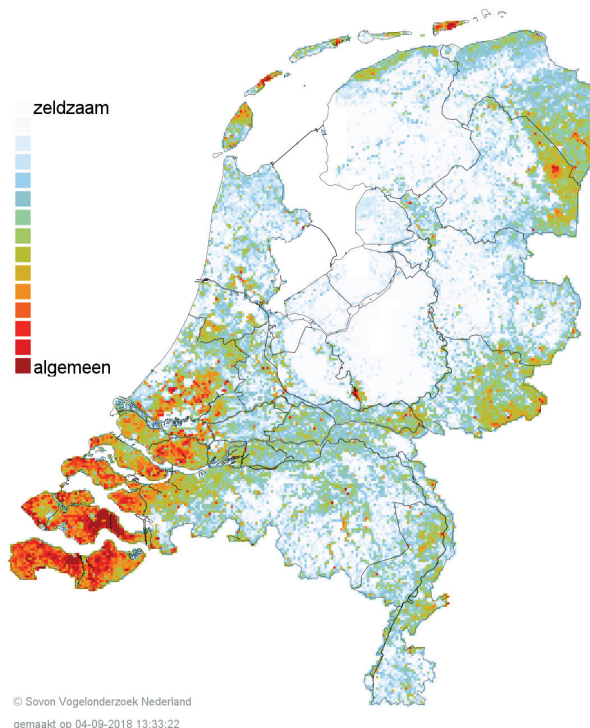 zeldzaam
algemeen
© Sovon Vogelonderzoek Nederland
gemaakt op 04-09-2018 13:33:22